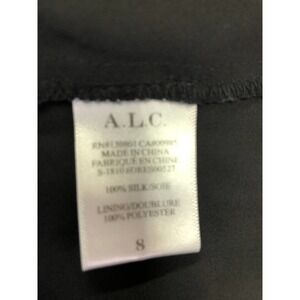 A.L.C.
MADE IN CHINA
FABRIQUÉ EN CHINE
100% SILK/SOIE
LINING/DOUBLURE
100% POLYESTER
8